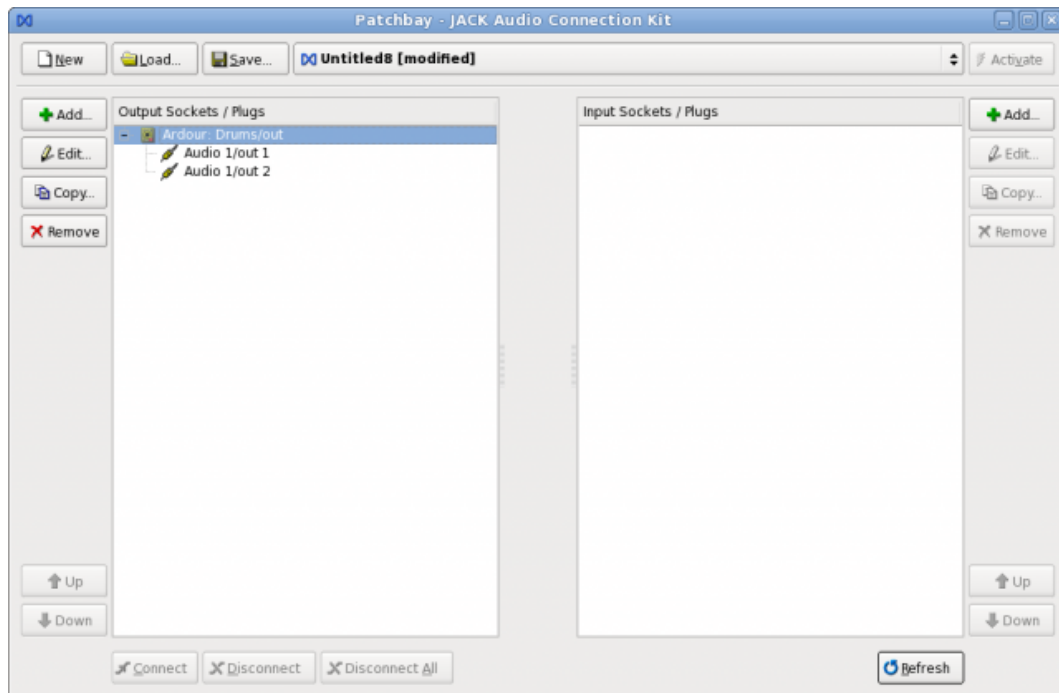 Patchbay - JACK Audio Connection Kit
New
Load...
Save...
Untitled8 [modified]
Activate
Add...
Edit...
Copy...
Remove
Output Sockets / Plugs
Ardour: Drums/out
Audio 1/out 1
Audio 1/out 2
Input Sockets / Plugs
Add...
Edit...
Copy...
Remove
Up
Down
Up
Down
Connect
Disconnect
Disconnect All
Refresh